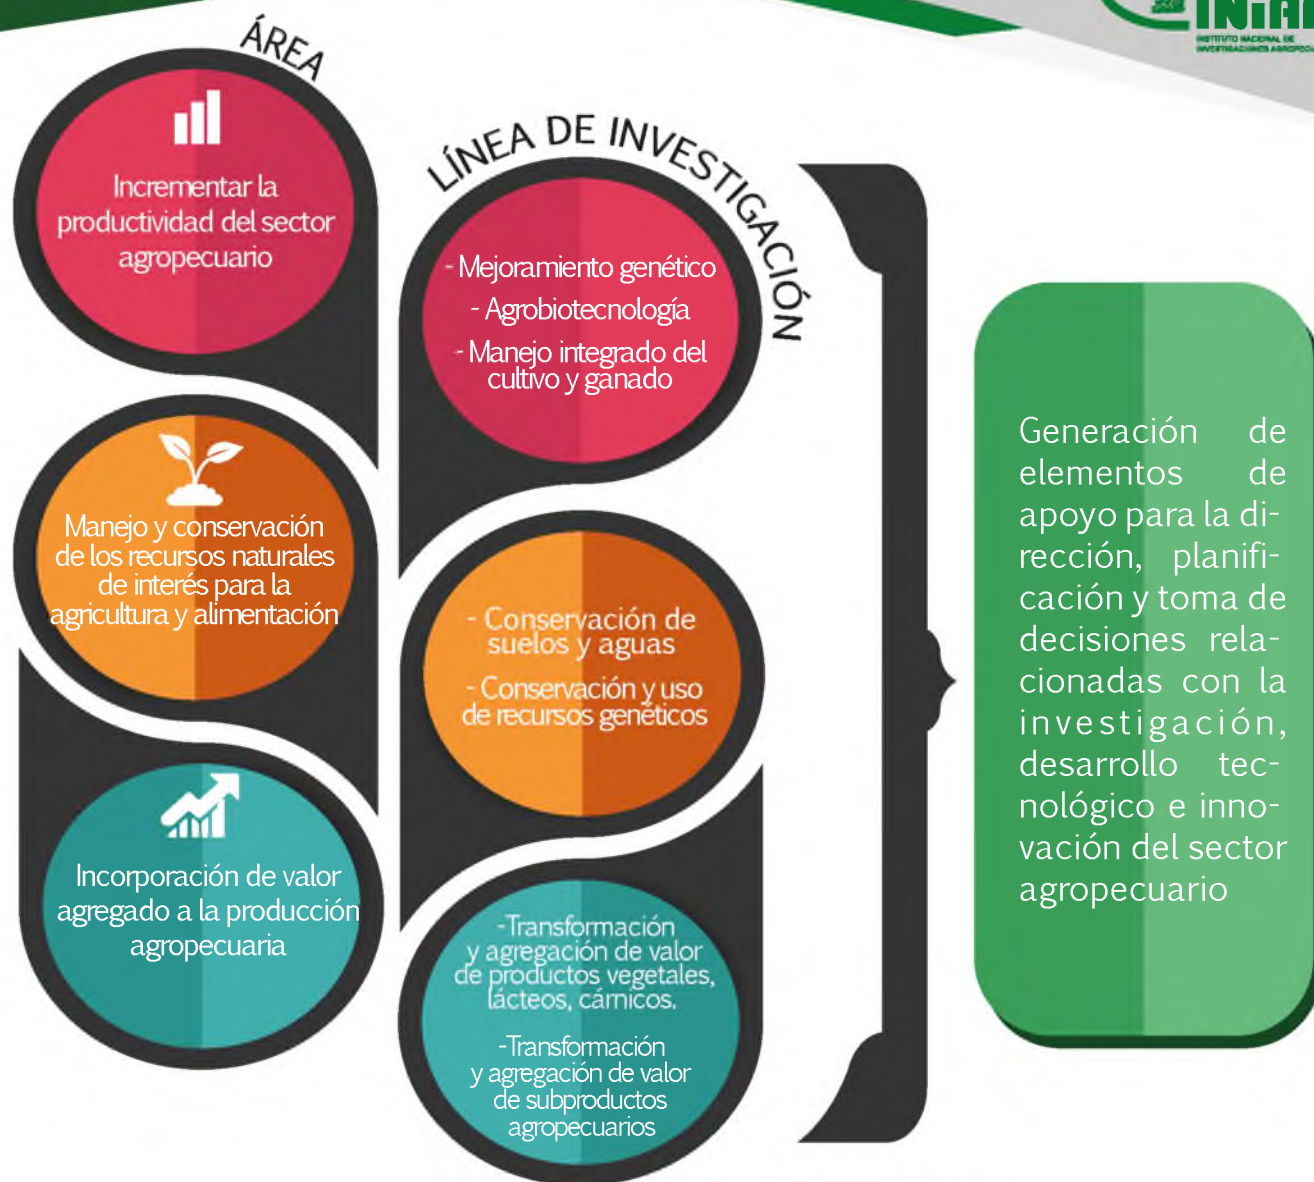 INSTITUTO NACIONAL DE
ÁREA
Incrementar la
productividad del sector
agropecuario
Manejo y conservación
de los recursos naturales
de interés para la
agricultura y alimentación
Incorporación de valor
agregado a la producción
agropecuaria
LÍNEA DE INVESTIGACIÓN
- Mejoramiento genético
- Agrobiotecnología
- Manejo integrado del
cultivo y ganado
- Conservación de
suelos y aguas
- Conservación y uso
de recursos genéticos
-Transformación
y agregación de valor
de productos vegetales,
lácteos, cárnicos.
-Transformación
y agregación de valor
de subproductos
agropecuarios
Generación de
elementos de
apoyo para la di-
rección, planifi-
cación y toma de
decisiones rela-
cionadas con la
investigación,
desarrollo tec-
nológico e inno-
vación del sector
agropecuario